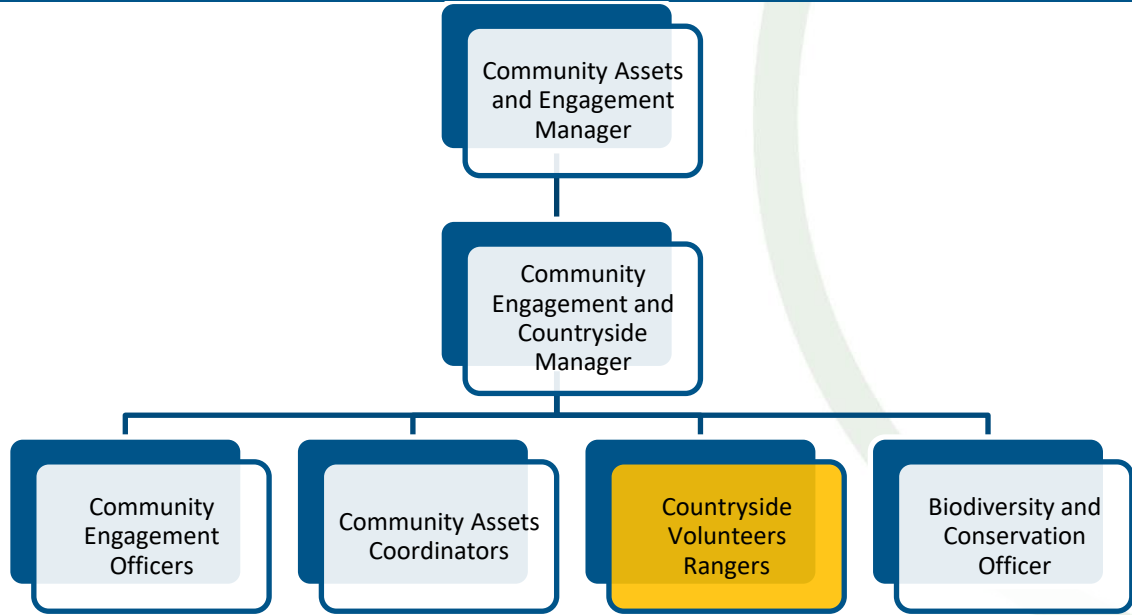 Community Assets
and Engagement
Manager
Community
Engagement and
Countryside
Manager
Community
Engagement
Officers
Community Assets
Coordinators
Countryside
Volunteers
Rangers
Biodiversity and
Conservation
Officer